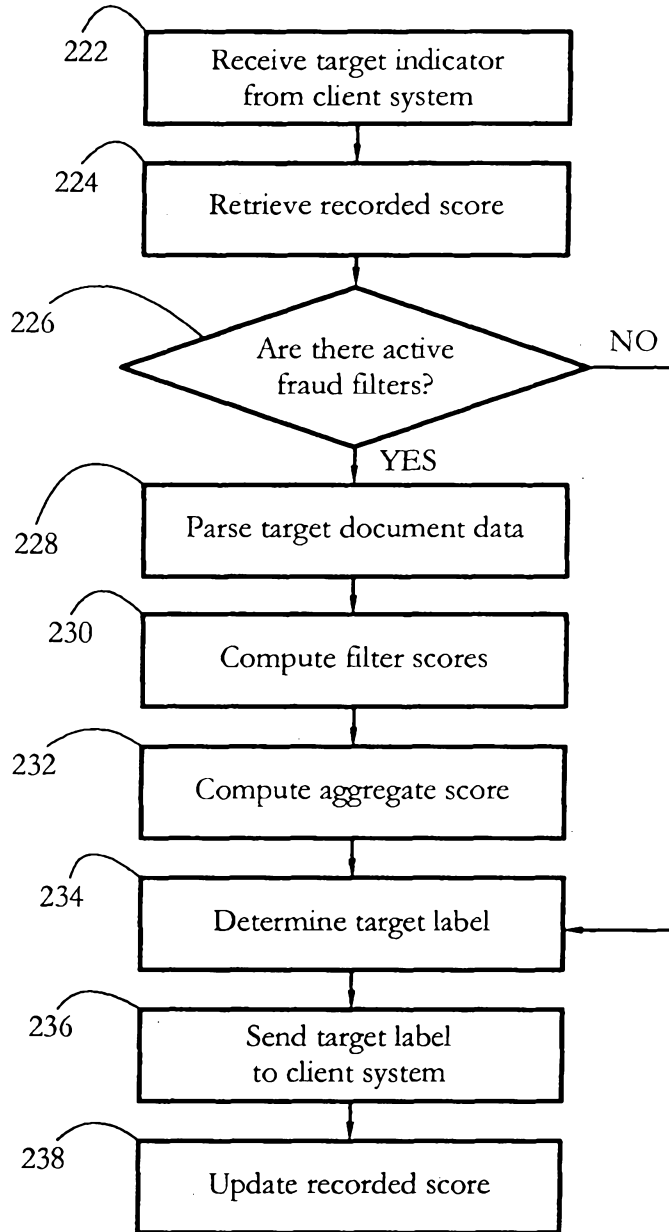 222
Receive target indicator
from client system
224
Retrieve recorded score
226
Are there active
fraud filters?
NO
YES
228
Parse target document data
230
Compute filter scores
232
Compute aggregate score
234
Determine target label
236
Send target label
to client system
238
Update recorded score